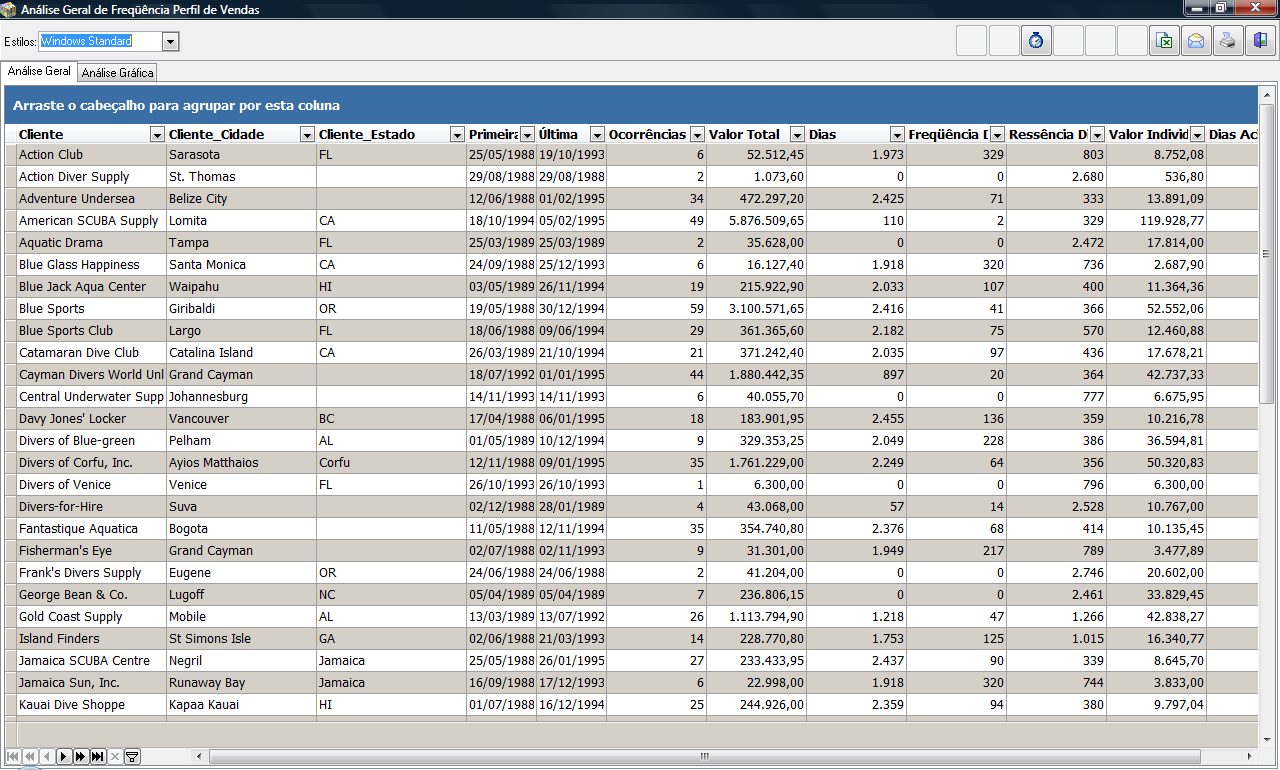 Análise Geral de Freqüência Perfil de Vendas
Estilos: Windows Standard
Análise Geral Análise Gráfica
Arraste o cabeçalho para agrupar por esta coluna
Cliente Cliente_Cidade Cliente_Estado Primeira Última Ocorrências Valor Total Dias Freqüência D Ressência D Valor Individ Dias Ac
Action Club Sarasota FL 25/05/1988 19/10/1993 6 52.512,45 1.973 329 803 8.752,08
Action Diver Supply St. Thomas 29/08/1988 29/08/1988 2 1.073,60 0 0 2.680 536,80
Adventure Undersea Belize City 12/06/1988 01/02/1995 34 472.297,20 2.425 71 333 13.891,09
American SCUBA Supply Lomita CA 18/10/1994 05/02/1995 49 5.876.509,65 110 2 329 119.928,77
Aquatic Drama Tampa FL 25/03/1989 25/03/1989 2 35.628,00 0 0 2.472 17.814,00
Blue Glass Happiness Santa Monica CA 24/09/1988 25/12/1993 6 16.127,40 1.918 320 736 2.687,90
Blue Jack Aqua Center Waipahu HI 03/05/1989 26/11/1994 19 215.922,90 2.033 107 400 11.364,36
Blue Sports Giribaldi OR 19/05/1988 30/12/1994 59 3.100.571,65 2.416 41 366 52.552,06
Blue Sports Club Largo FL 18/06/1988 09/06/1994 29 361.365,60 2.182 75 570 12.460,88
Catamaran Dive Club Catalina Island CA 26/03/1989 21/10/1994 21 371.242,40 2.035 97 436 17.678,21
Cayman Divers World Unl Grand Cayman 18/07/1992 01/01/1995 44 1.880.442,35 897 20 364 42.737,33
Central Underwater Supp Johannesburg 14/11/1993 14/11/1993 6 40.055,70 0 0 777 6.675,95
Davy Jones' Locker Vancouver BC 17/04/1988 06/01/1995 18 183.901,95 2.455 136 359 10.216,78
Divers of Blue-green Pelham AL 01/05/1989 10/12/1994 9 329.353,25 2.049 228 386 36.594,81
Divers of Corfu, Inc. Ayios Matthaios Corfu 12/11/1988 09/01/1995 35 1.761.229,00 2.249 64 356 50.320,83
Divers of Venice Venice FL 26/10/1993 26/10/1993 1 6.300,00 0 0 796 6.300,00
Divers-for-Hire Suva 02/12/1988 28/01/1989 4 43.068,00 57 14 2.528 10.767,00
Fantastique Aquatica Bogota 11/05/1988 12/11/1994 35 354.740,80 2.376 68 414 10.135,45
Fisherman's Eye Grand Cayman 02/07/1988 02/11/1993 9 31.301,00 1.949 217 789 3.477,89
Frank's Divers Supply Eugene OR 24/06/1988 24/06/1988 2 41.204,00 0 0 2.746 20.602,00
George Bean & Co. Lugoff NC 05/04/1989 05/04/1989 7 236.806,15 0 0 2.461 33.829,45
Gold Coast Supply Mobile AL 13/03/1989 13/07/1992 26 1.113.794,90 1.218 47 1.266 42.838,27
Island Finders St Simons Isle GA 02/06/1988 21/03/1993 14 228.770,80 1.753 125 1.015 16.340,77
Jamaica SCUBA Centre Negril Jamaica 25/05/1988 26/01/1995 27 233.433,95 2.437 90 339 8.645,70
Jamaica Sun, Inc. Runaway Bay Jamaica 16/09/1988 17/12/1993 6 22.998,00 1.918 320 744 3.833,00
Kauai Dive Shoppe Kapaa Kauai HI 01/07/1988 16/12/1994 25 244.926,00 2.359 94 380 9.797,04